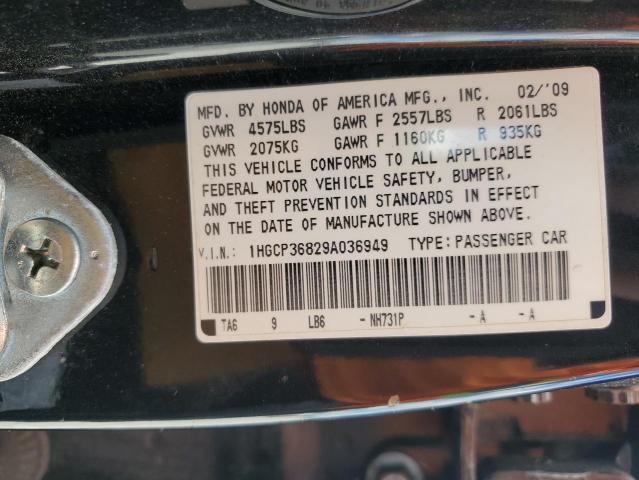 MFD. BY HONDA OF AMERICA MFG., INC. 02/'09
GVWR 4575LBS GAWR F 2557LBS R 2061LBS
GVWR 2075KG GAWR F 1160KG R 935KG
THIS VEHICLE CONFORMS TO ALL APPLICABLE
FEDERAL MOTOR VEHICLE SAFETY, BUMPER,
AND THEFT PREVENTION STANDARDS IN EFFECT
ON THE DATE OF MANUFACTURE SHOWN ABOVE.
V.I.N.: 1HGCP36829A036949 TYPE: PASSENGER CAR
TA6 9 LB6 - NH731P - A - A